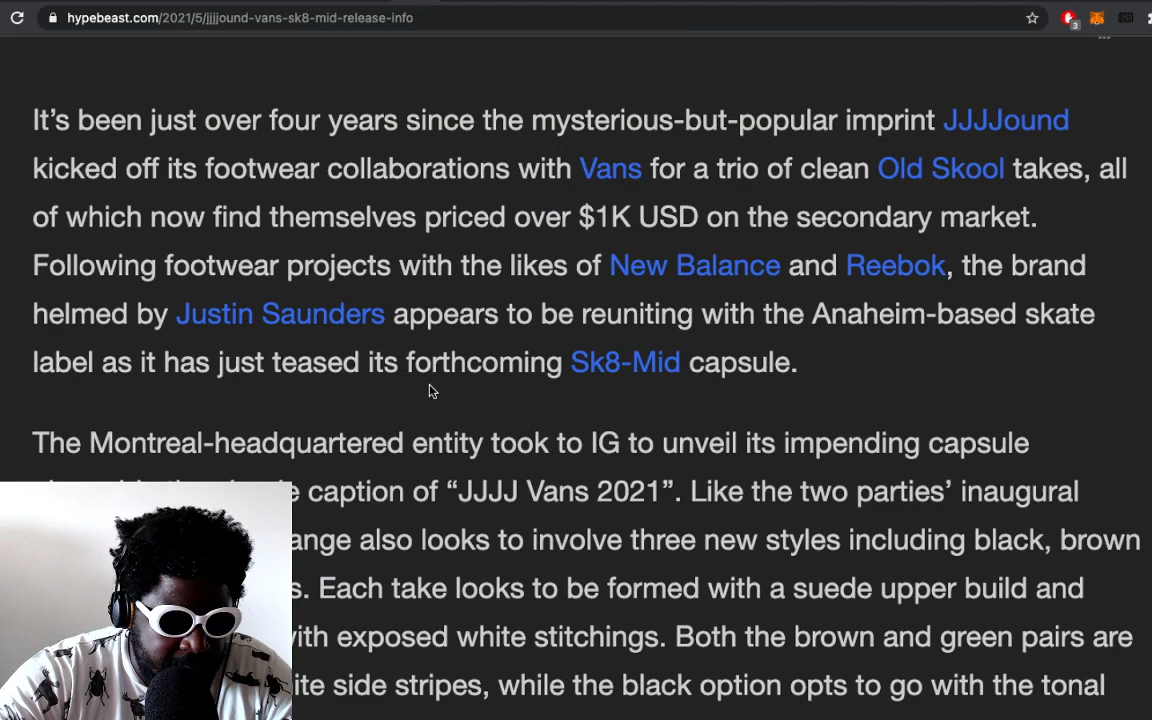 hypebeast.com/2021/5/jjjjound-vans-sk8-mid-release-info
3
It's been just over four years since the mysterious-but-popular imprint JJJJound
kicked off its footwear collaborations with Vans for a trio of clean Old Skool takes, all
of which now find themselves priced over $1K USD on the secondary market.
Following footwear projects with the likes of New Balance and Reebok, the brand
helmed by Justin Saunders appears to be reuniting with the Anaheim-based skate
label as it has just teased its forthcoming Sk8-Mid capsule.
The Montreal-headquartered entity took to IG to unveil its impending capsule
caption of “JJJJ Vans 2021”. Like the two parties’ inaugural
ange also looks to involve three new styles including black, brown
s. Each take looks to be formed with a suede upper build and
with exposed white stitchings. Both the brown and green pairs are
ite side stripes, while the black option opts to go with the tonal